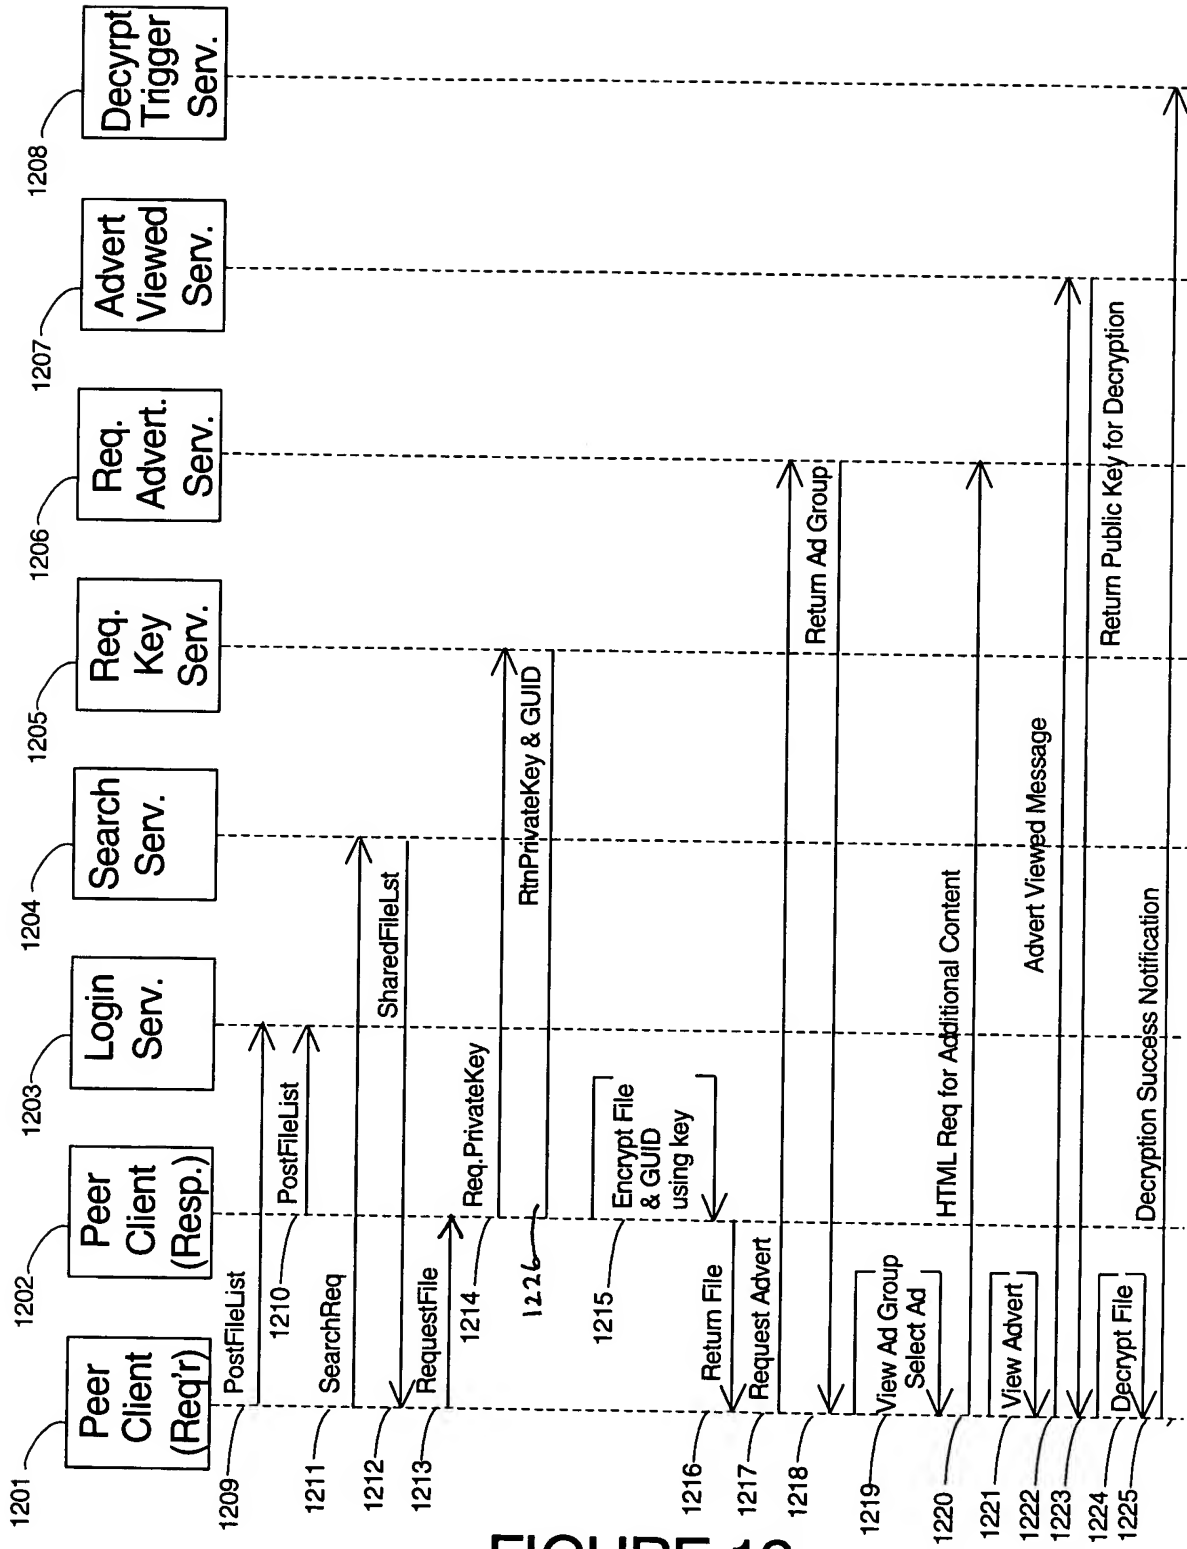 1201
Peer
Client
(Req'r)
1202
Peer
Client
(Resp.)
1203
Login
Serv.
1204
Search
Serv.
1205
Req.
Key
Serv.
1206
Req.
Advert.
Serv.
1207
Advert
Viewed
Serv.
1208
Decyrpt
Trigger
Serv.
1209
PostFileList
1210
PostFileList
1211
SearchReq
1212
SharedFileLst
1213
RequestFile
1214
Req.PrivateKey
1226
RtnPrivateKey & GUID
1215
Encrypt File
& GUID
using key
1216
Return File
1217
Request Advert
1218
Return Ad Group
1219
View Ad Group
Select Ad
1220
HTML Req for Additional Content
1221
View Advert
1222
Advert Viewed Message
1223
Return Public Key for Decryption
1224
Decrypt File
1225
Decryption Success Notification